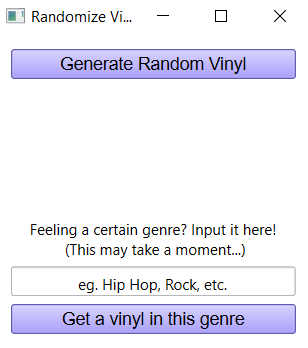 Randomize Vi...
Generate Random Vinyl
Feeling a certain genre? Input it here!
(This may take a moment...)
eg. Hip Hop, Rock, etc.
Get a vinyl in this genre